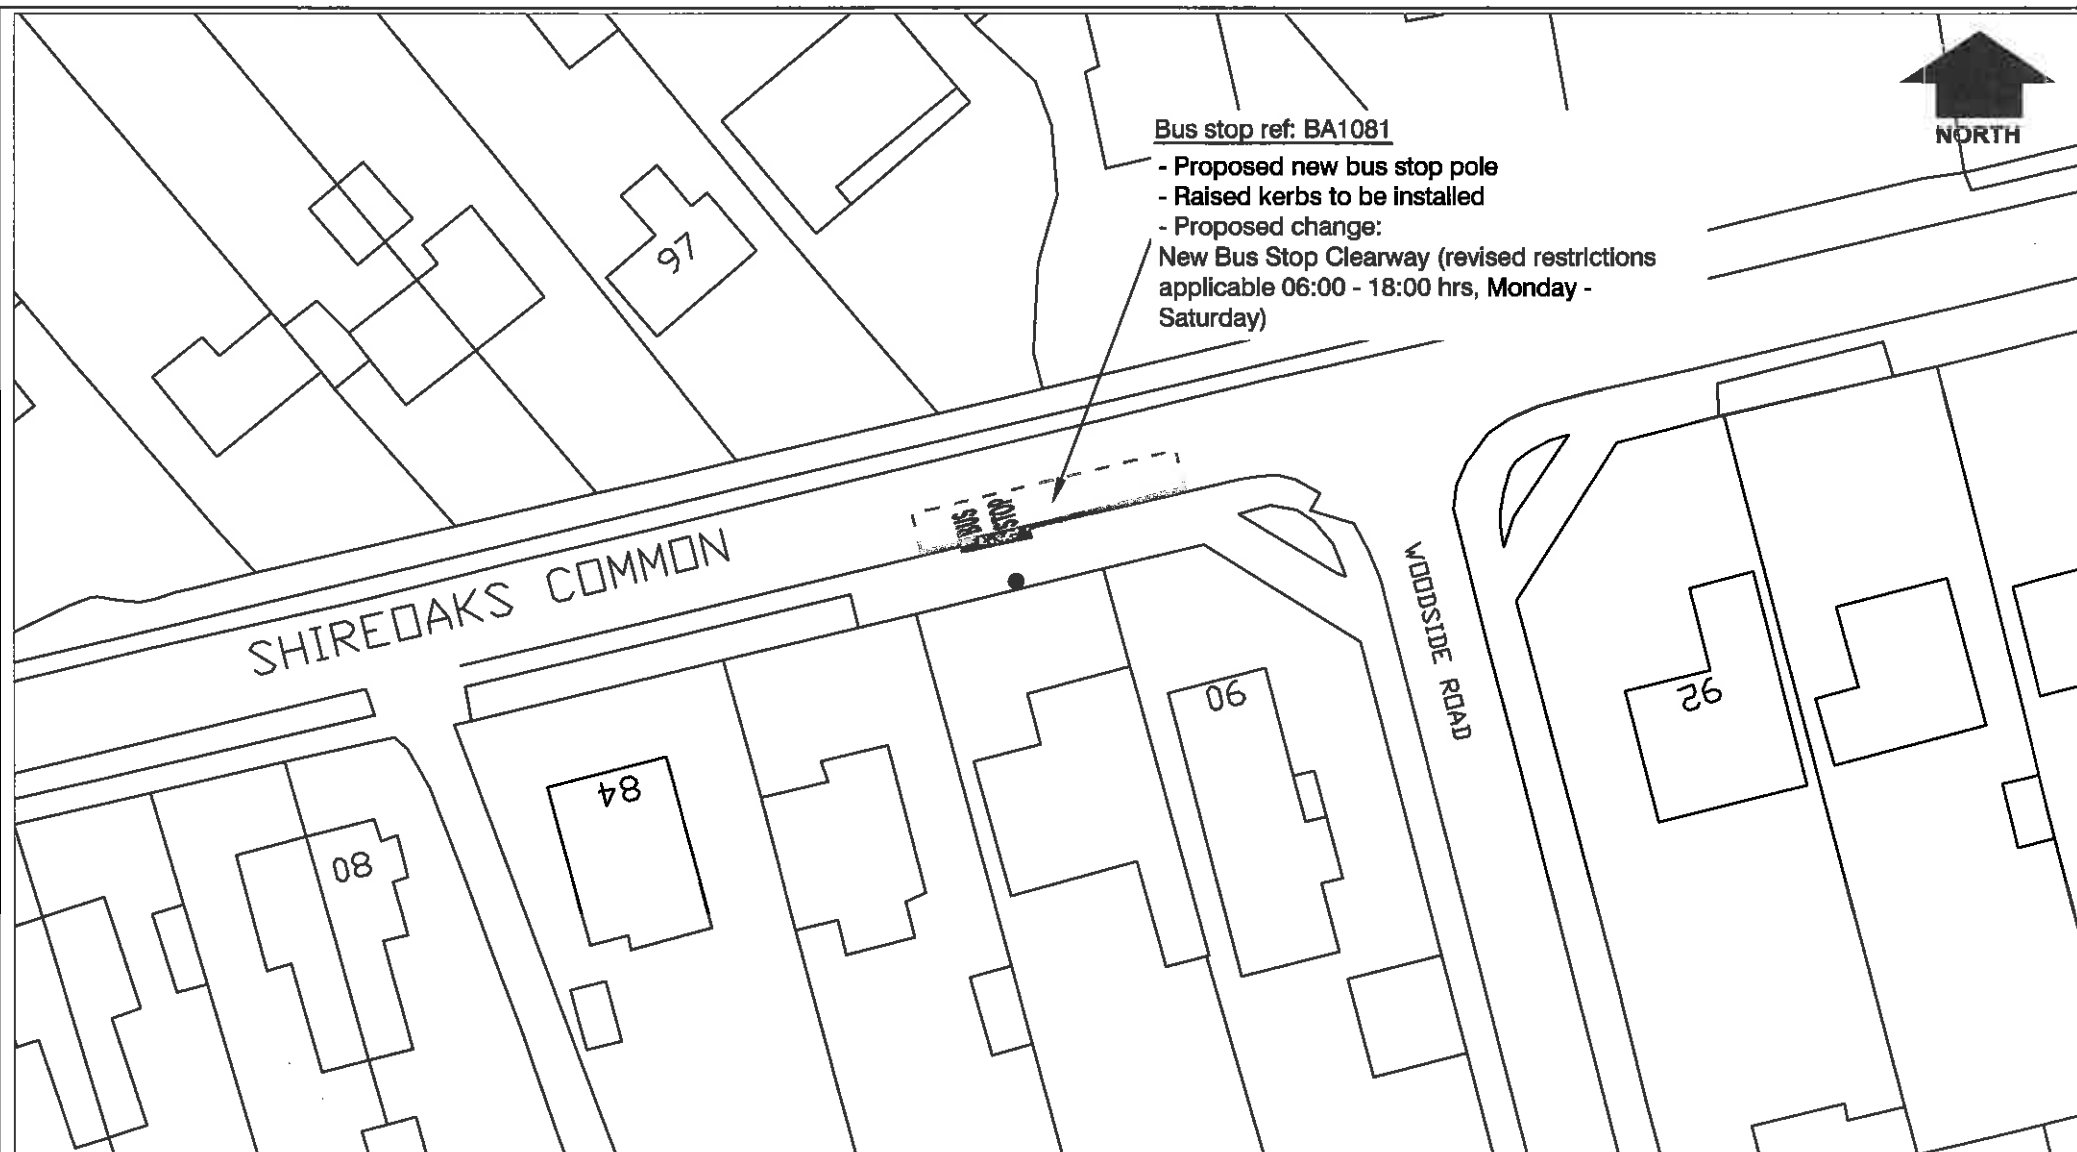 NORTH
Bus stop ref: BA1081
- Proposed new bus stop pole
- Raised kerbs to be installed
- Proposed change:
New Bus Stop Clearway (revised restrictions
applicable 06:00 - 18:00 hrs, Monday -
Saturday)
97
BUS
STOP
SHIREOAKS COMMON
WOODSIDE ROAD
90
92
84
80